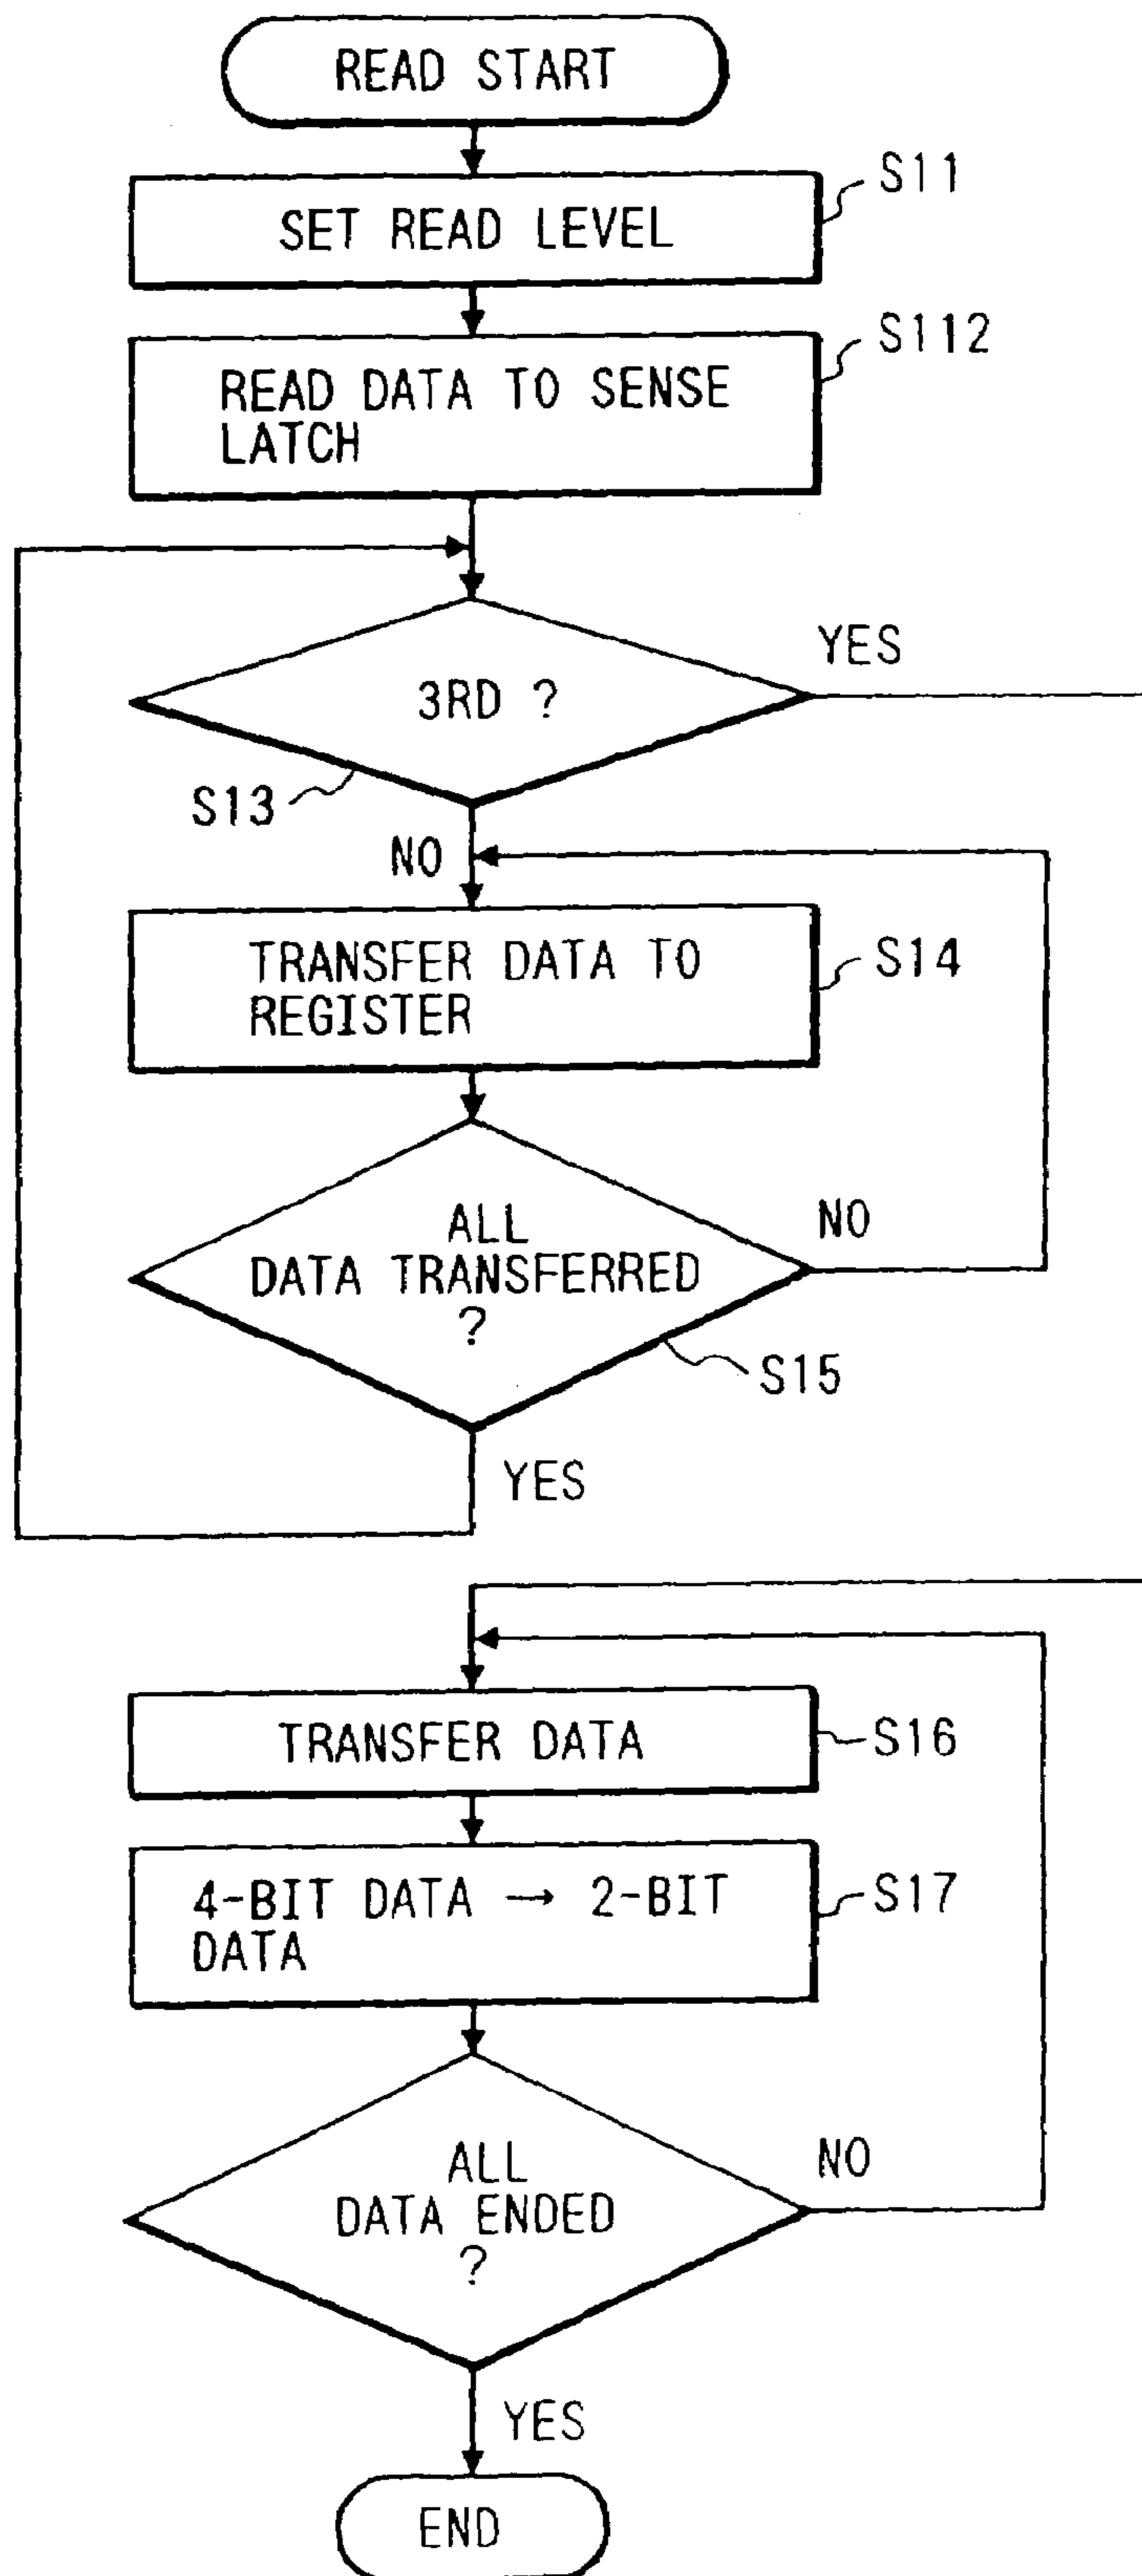 READ START
S11
SET READ LEVEL
S112
READ DATA TO SENSE
LATCH
YES
3RD ?
S13
NO
TRANSFER DATA TO
REGISTER
S14
ALL
DATA TRANSFERRED
?
NO
S15
YES
TRANSFER DATA
S16
4-BIT DATA → 2-BIT
DATA
S17
ALL
DATA ENDED
?
NO
YES
END